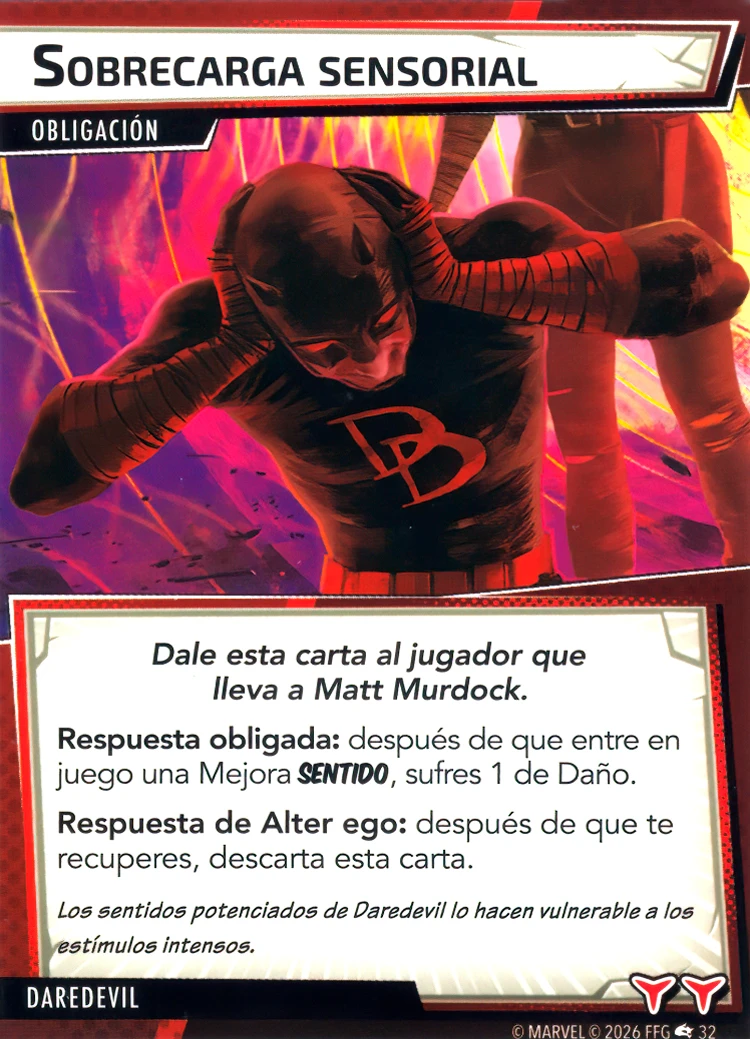 SOBRECARGA SENSORIAL
OBLIGACIÓN
DD
Dale esta carta al jugador que
lleva a Matt Murdock.
Respuesta obligada: después de que entre en
juego una Mejora SENTIDO, sufres 1 de Daño.
Respuesta de Alter ego: después de que te
recuperes, descarta esta carta.
Los sentidos potenciados de Daredevil lo hacen vulnerable a los
estímulos intensos.
DAREDEVIL
© MARVEL © 2026 FFG 32